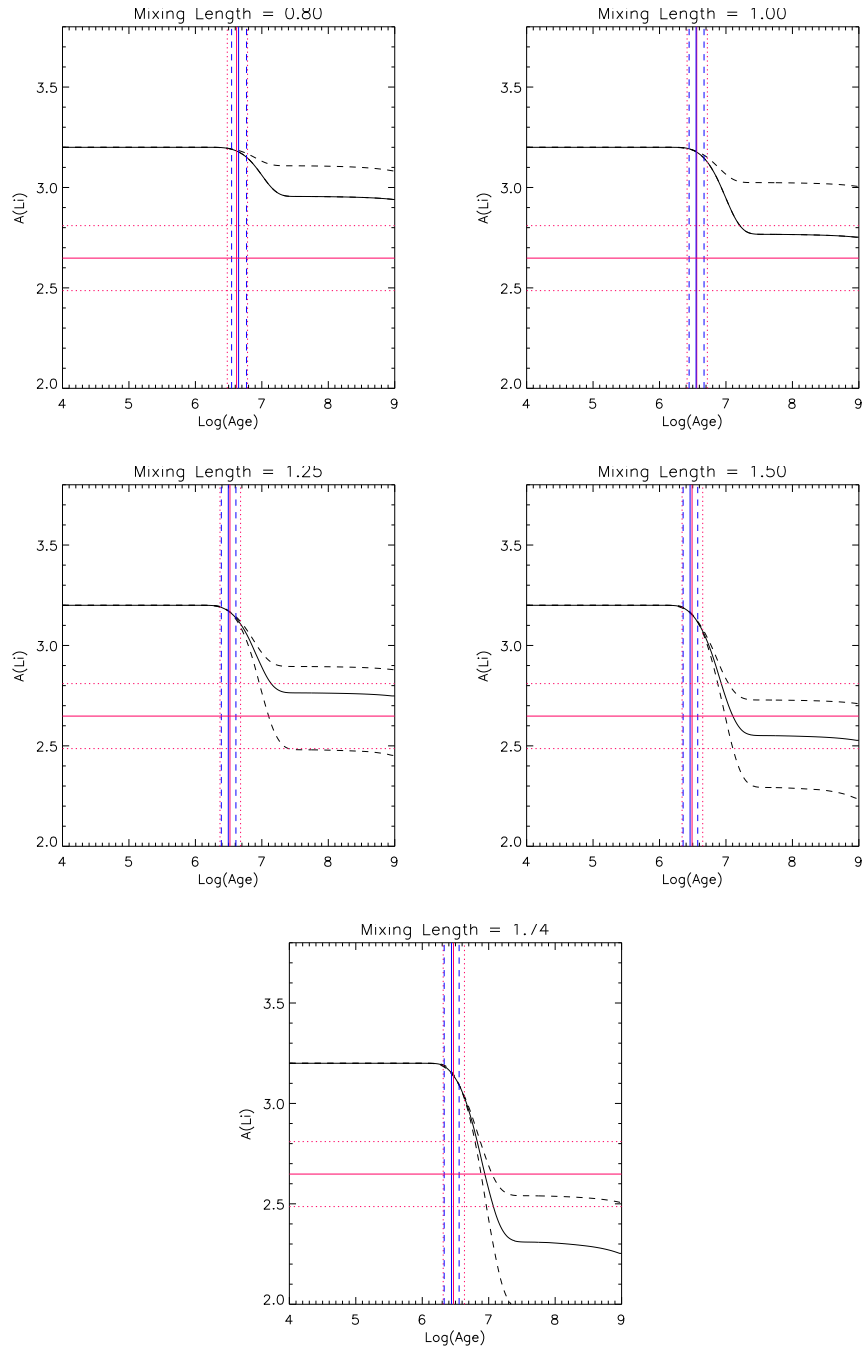 Mixing Length = 0.80
Mixing Length = 1.00
3.5
3.0
2.5
2.0
A(Li)
4 5 6 7 8 9
Log(Age)
3.5
3.0
2.5
2.0
A(Li)
4 5 6 7 8 9
Log(Age)
Mixing Length = 1.25
Mixing Length = 1.50
3.5
3.0
2.5
2.0
A(Li)
4 5 6 7 8 9
Log(Age)
3.5
3.0
2.5
2.0
A(Li)
4 5 6 7 8 9
Log(Age)
Mixing Length = 1.74
3.5
3.0
2.5
2.0
A(Li)
4 5 6 7 8 9
Log(Age)